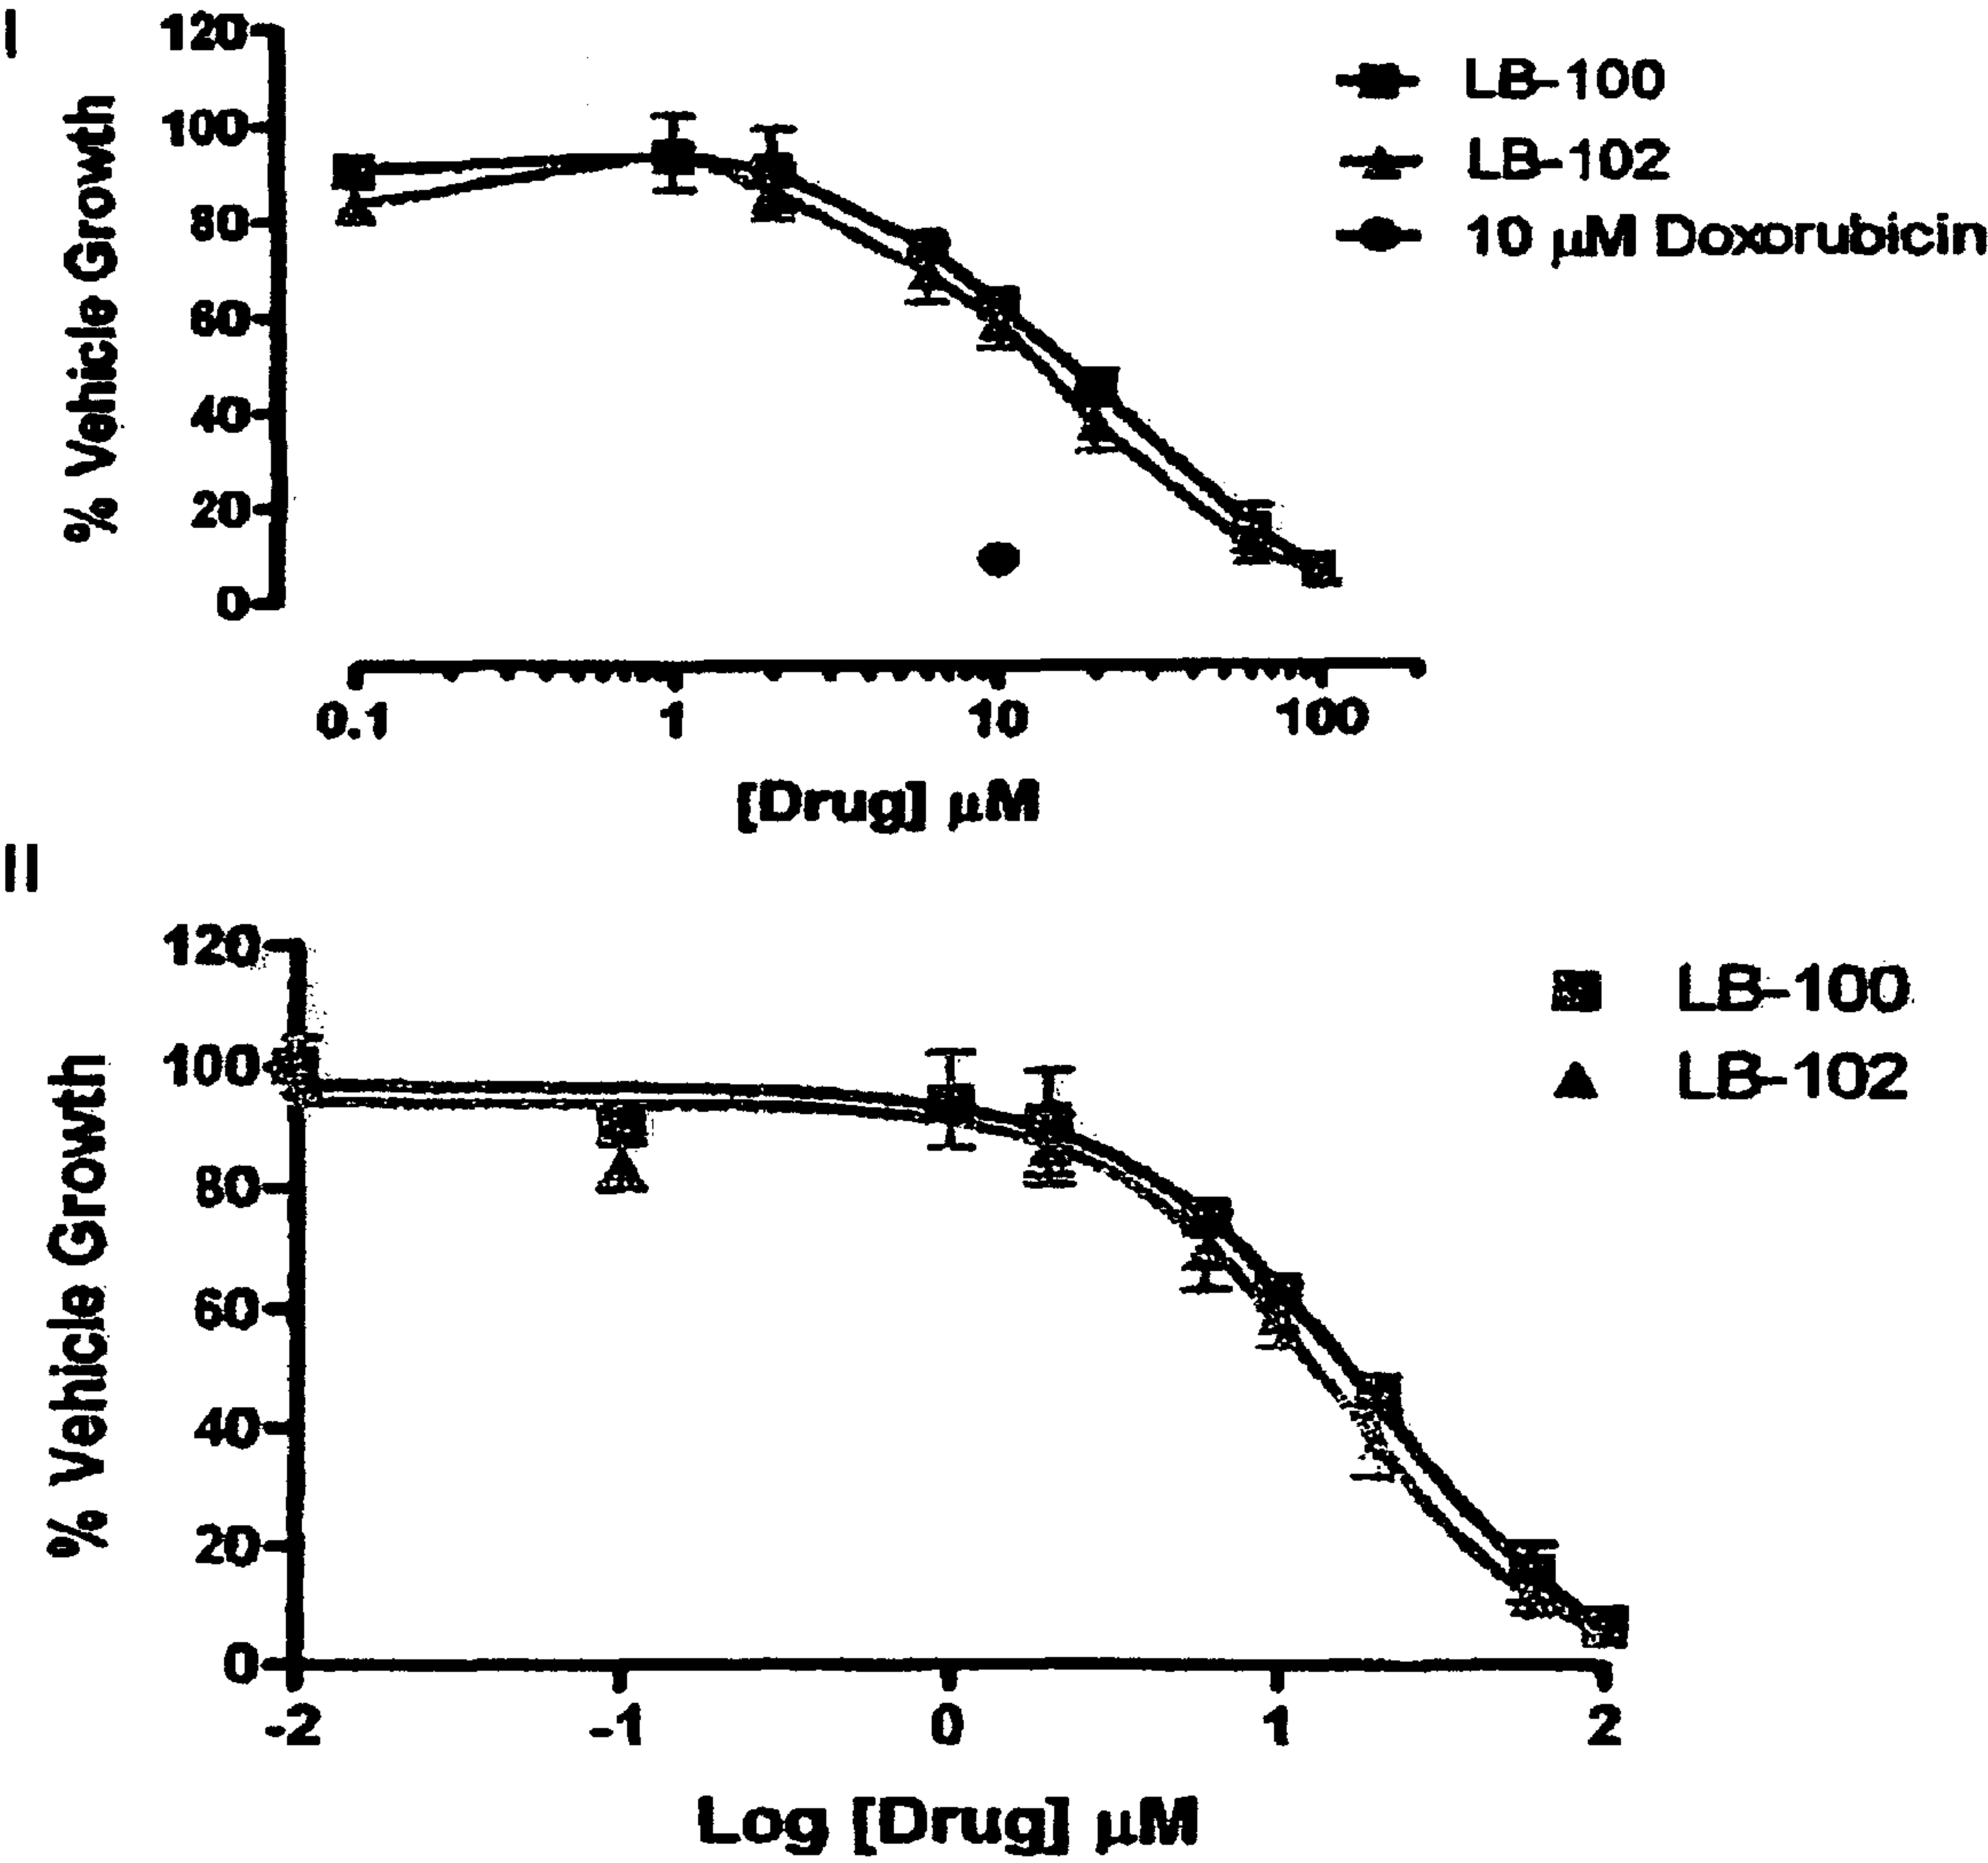 I
120
100
80
60
40
20
0
% Vehicle Growth
LB-100
LB-102
10 µM Doxorubicin
0.1 1 10 100
[Drug] µM
II
120
100
80
60
40
20
0
% Vehicle Growth
LB-100
LB-102
-2 -1 0 1 2
Log [Drug] µM